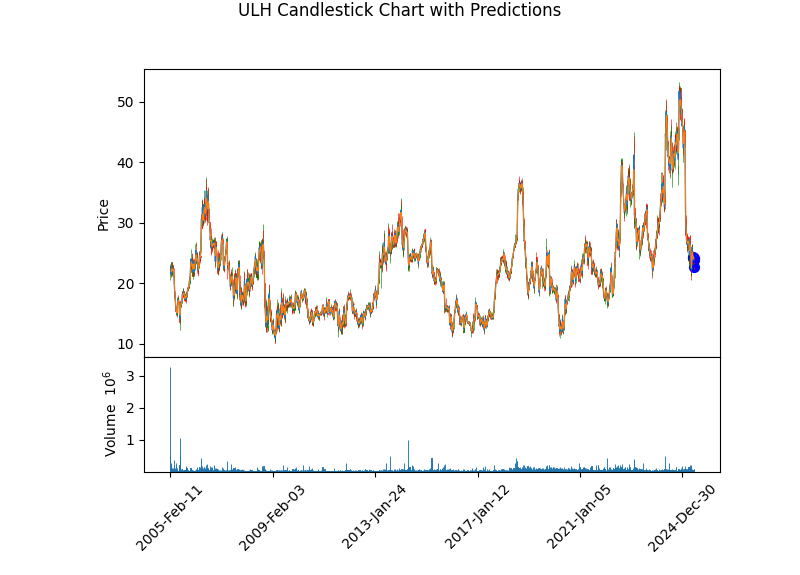 ULH Candlestick Chart with Predictions
50
40
30
20
10
Price
3
2
1
Volume 10^6
2005-Feb-11
2009-Feb-03
2013-Jan-24
2017-Jan-12
2021-Jan-05
2024-Dec-30